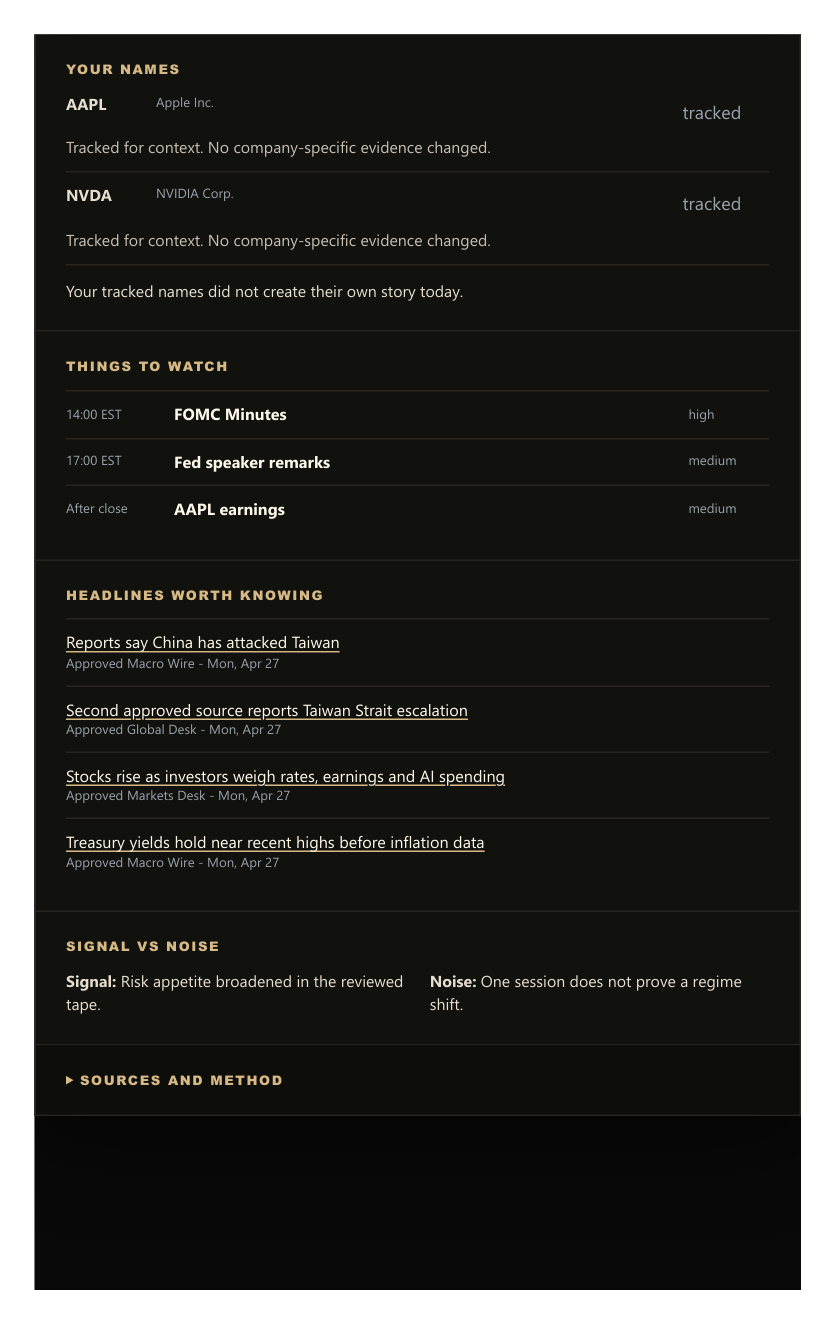 YOUR NAMES
AAPL Apple Inc. tracked
Tracked for context. No company-specific evidence changed.
NVDA NVIDIA Corp. tracked
Tracked for context. No company-specific evidence changed.
Your tracked names did not create their own story today.
THINGS TO WATCH
14:00 EST FOMC Minutes high
17:00 EST Fed speaker remarks medium
After close AAPL earnings medium
HEADLINES WORTH KNOWING
Reports say China has attacked Taiwan
Approved Macro Wire - Mon, Apr 27
Second approved source reports Taiwan Strait escalation
Approved Global Desk - Mon, Apr 27
Stocks rise as investors weigh rates, earnings and AI spending
Approved Markets Desk - Mon, Apr 27
Treasury yields hold near recent highs before inflation data
Approved Macro Wire - Mon, Apr 27
SIGNAL VS NOISE
Signal: Risk appetite broadened in the reviewed
tape.
Noise: One session does not prove a regime
shift.
SOURCES AND METHOD